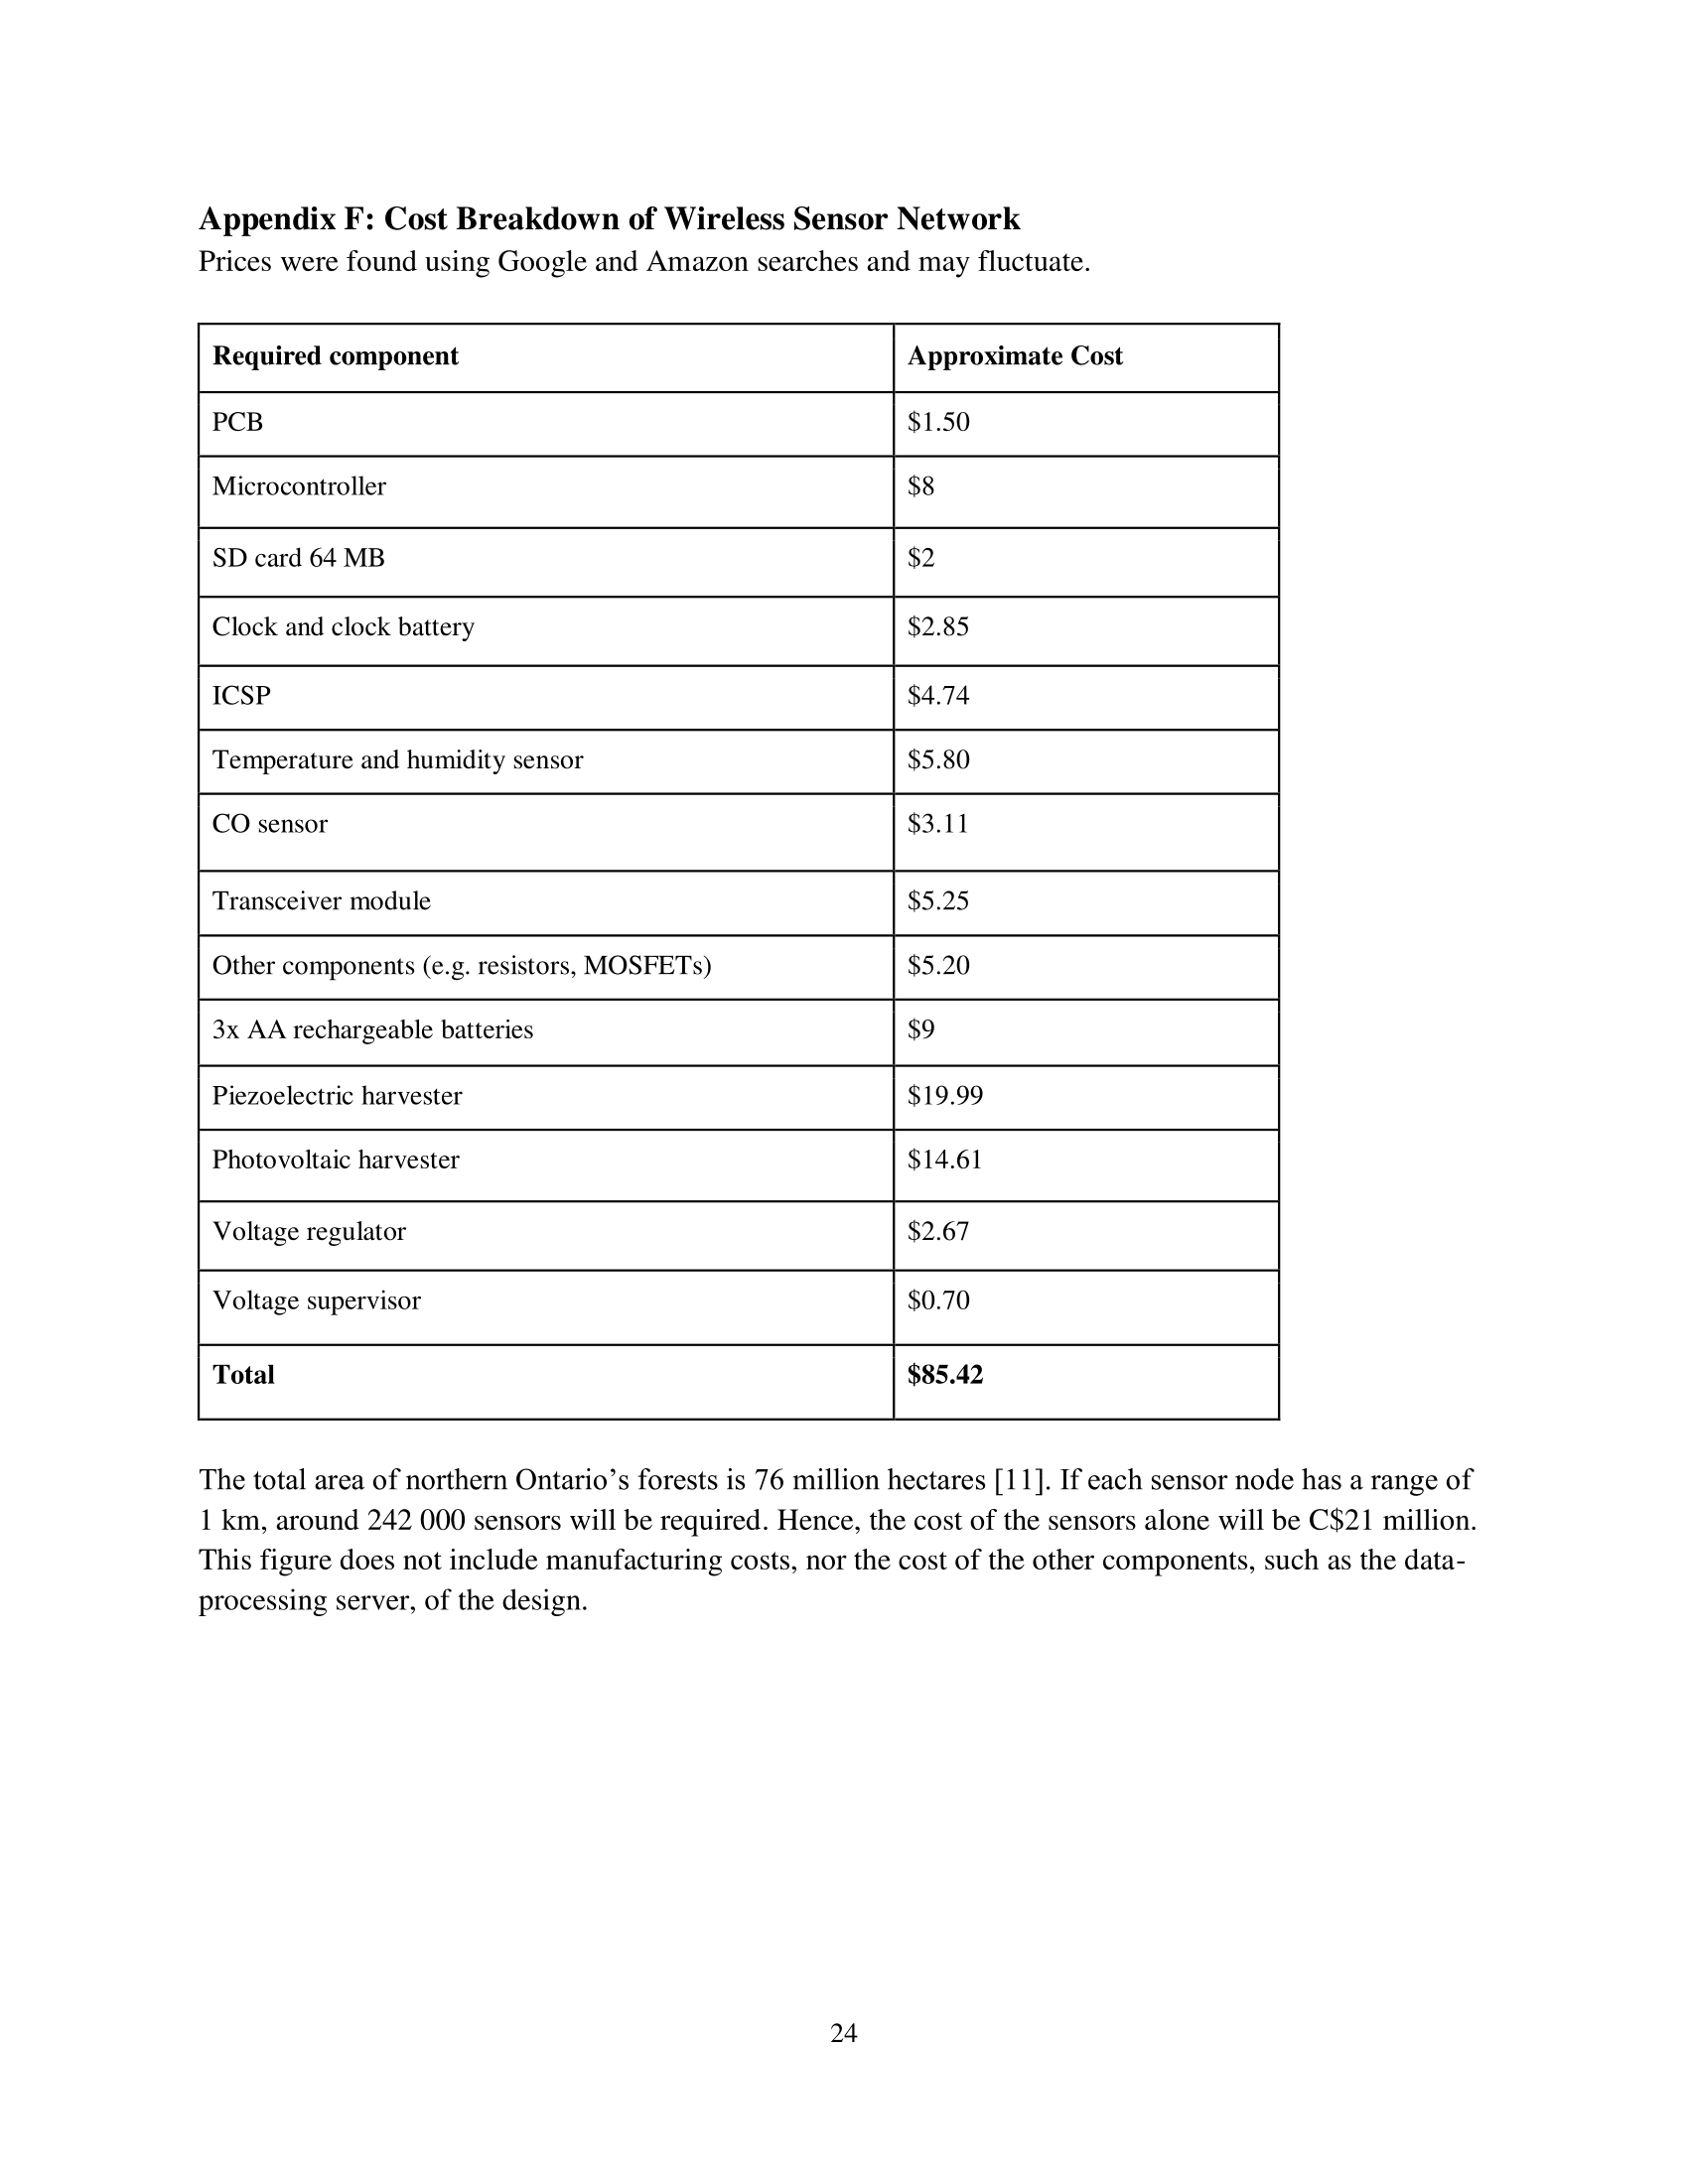 Appendix F: Cost Breakdown of Wireless Sensor Network
Prices were found using Google and Amazon searches and may fluctuate.
Required component Approximate Cost
PCB $1.50
Microcontroller $8
SD card 64 MB $2
Clock and clock battery $2.85
ICSP $4.74
Temperature and humidity sensor $5.80
CO sensor $3.11
Transceiver module $5.25
Other components (e.g. resistors, MOSFETs) $5.20
3x AA rechargeable batteries $9
Piezoelectric harvester $19.99
Photovoltaic harvester $14.61
Voltage regulator $2.67
Voltage supervisor $0.70
Total $85.42
The total area of northern Ontario’s forests is 76 million hectares [11]. If each sensor node has a range of
1 km, around 242 000 sensors will be required. Hence, the cost of the sensors alone will be C$21 million.
This figure does not include manufacturing costs, nor the cost of the other components, such as the data-
processing server, of the design.
24